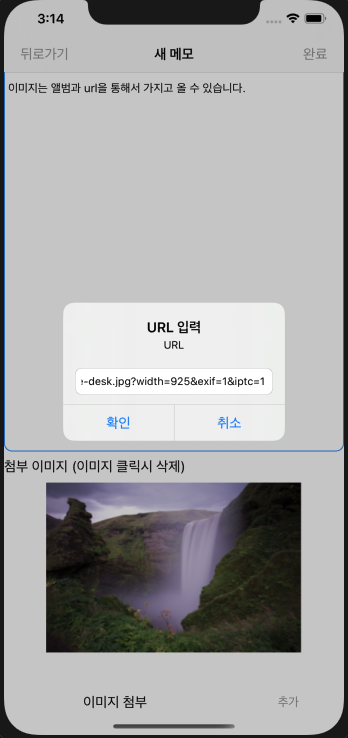 3:14
뒤로가기
새 메모
완료
이미지는 앨범과 url을 통해서 가지고 올 수 있습니다.
URL 입력
URL
-desk.jpg?width=925&exif=1&iptc=1
확인
취소
첨부 이미지 (이미지 클릭시 삭제)
이미지 첨부
추가